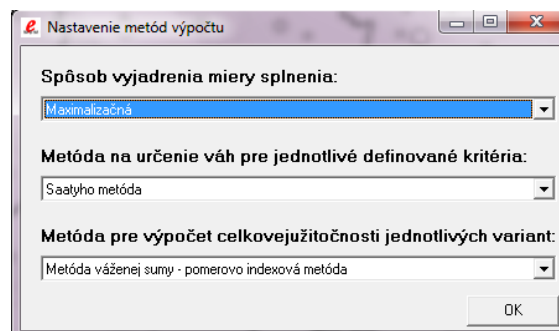 Nastavenie metód výpočtu
Spôsob vyjadrenia miery splnenia:
Maximalizačná
Metóda na určenie váh pre jednotlivé definované kritéria:
Saatyho metóda
Metóda pre výpočet celkovejužitočnosti jednotlivých variant:
Metóda váženej sumy - pomerovo indexová metóda
OK